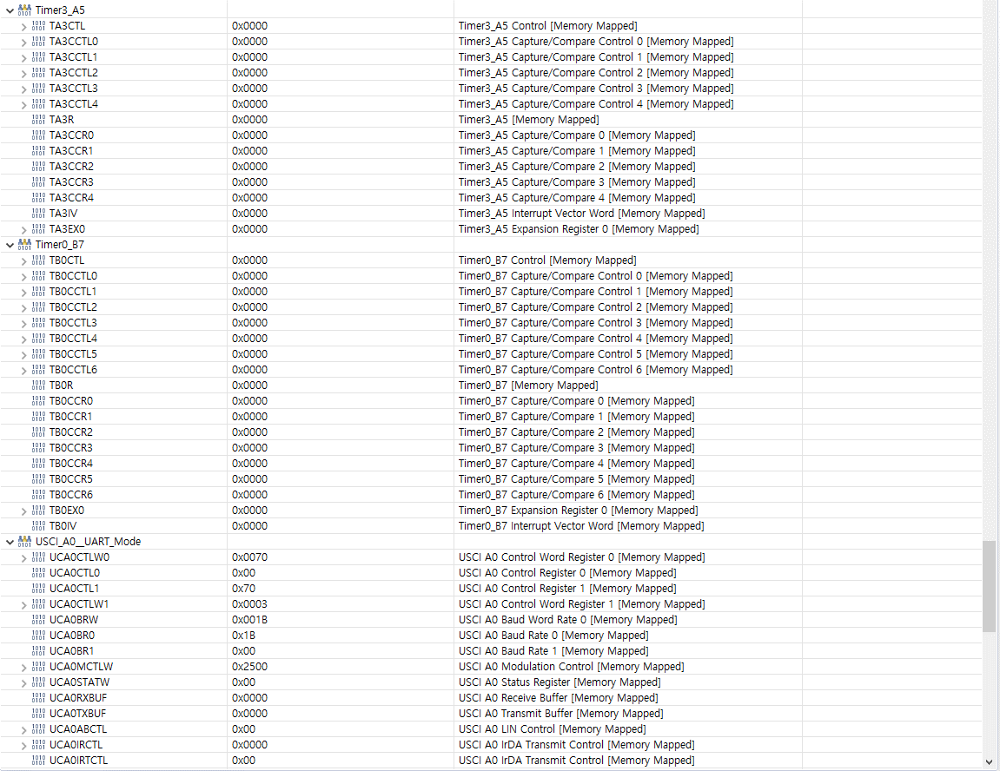 Timer3_A5
TA3CTL 0x0000 Timer3_A5 Control [Memory Mapped]
TA3CCTL0 0x0000 Timer3_A5 Capture/Compare Control 0 [Memory Mapped]
TA3CCTL1 0x0000 Timer3_A5 Capture/Compare Control 1 [Memory Mapped]
TA3CCTL2 0x0000 Timer3_A5 Capture/Compare Control 2 [Memory Mapped]
TA3CCTL3 0x0000 Timer3_A5 Capture/Compare Control 3 [Memory Mapped]
TA3CCTL4 0x0000 Timer3_A5 Capture/Compare Control 4 [Memory Mapped]
TA3R 0x0000 Timer3_A5 [Memory Mapped]
TA3CCR0 0x0000 Timer3_A5 Capture/Compare 0 [Memory Mapped]
TA3CCR1 0x0000 Timer3_A5 Capture/Compare 1 [Memory Mapped]
TA3CCR2 0x0000 Timer3_A5 Capture/Compare 2 [Memory Mapped]
TA3CCR3 0x0000 Timer3_A5 Capture/Compare 3 [Memory Mapped]
TA3CCR4 0x0000 Timer3_A5 Capture/Compare 4 [Memory Mapped]
TA3IV 0x0000 Timer3_A5 Interrupt Vector Word [Memory Mapped]
TA3EX0 0x0000 Timer3_A5 Expansion Register 0 [Memory Mapped]
Timer0_B7
TB0CTL 0x0000 Timer0_B7 Control [Memory Mapped]
TB0CCTL0 0x0000 Timer0_B7 Capture/Compare Control 0 [Memory Mapped]
TB0CCTL1 0x0000 Timer0_B7 Capture/Compare Control 1 [Memory Mapped]
TB0CCTL2 0x0000 Timer0_B7 Capture/Compare Control 2 [Memory Mapped]
TB0CCTL3 0x0000 Timer0_B7 Capture/Compare Control 3 [Memory Mapped]
TB0CCTL4 0x0000 Timer0_B7 Capture/Compare Control 4 [Memory Mapped]
TB0CCTL5 0x0000 Timer0_B7 Capture/Compare Control 5 [Memory Mapped]
TB0CCTL6 0x0000 Timer0_B7 Capture/Compare Control 6 [Memory Mapped]
TB0R 0x0000 Timer0_B7 [Memory Mapped]
TB0CCR0 0x0000 Timer0_B7 Capture/Compare 0 [Memory Mapped]
TB0CCR1 0x0000 Timer0_B7 Capture/Compare 1 [Memory Mapped]
TB0CCR2 0x0000 Timer0_B7 Capture/Compare 2 [Memory Mapped]
TB0CCR3 0x0000 Timer0_B7 Capture/Compare 3 [Memory Mapped]
TB0CCR4 0x0000 Timer0_B7 Capture/Compare 4 [Memory Mapped]
TB0CCR5 0x0000 Timer0_B7 Capture/Compare 5 [Memory Mapped]
TB0CCR6 0x0000 Timer0_B7 Capture/Compare 6 [Memory Mapped]
TB0EX0 0x0000 Timer0_B7 Expansion Register 0 [Memory Mapped]
TB0IV 0x0000 Timer0_B7 Interrupt Vector Word [Memory Mapped]
USCI_A0__UART_Mode
UCA0CTLW0 0x0070 USCI A0 Control Word Register 0 [Memory Mapped]
UCA0CTL0 0x00 USCI A0 Control Register 0 [Memory Mapped]
UCA0CTL1 0x70 USCI A0 Control Register 1 [Memory Mapped]
UCA0CTLW1 0x0003 USCI A0 Control Word Register 1 [Memory Mapped]
UCA0BRW 0x001B USCI A0 Baud Word Rate 0 [Memory Mapped]
UCA0BR0 0x1B USCI A0 Baud Rate 0 [Memory Mapped]
UCA0BR1 0x00 USCI A0 Baud Rate 1 [Memory Mapped]
UCA0MCTLW 0x2500 USCI A0 Modulation Control [Memory Mapped]
UCA0STATW 0x00 USCI A0 Status Register [Memory Mapped]
UCA0RXBUF 0x0000 USCI A0 Receive Buffer [Memory Mapped]
UCA0TXBUF 0x0000 USCI A0 Transmit Buffer [Memory Mapped]
UCA0ABCTL 0x00 USCI A0 LIN Control [Memory Mapped]
UCA0IRCTL 0x0000 USCI A0 IrDA Transmit Control [Memory Mapped]
UCA0IRTCTL 0x00 USCI A0 IrDA Transmit Control [Memory Mapped]